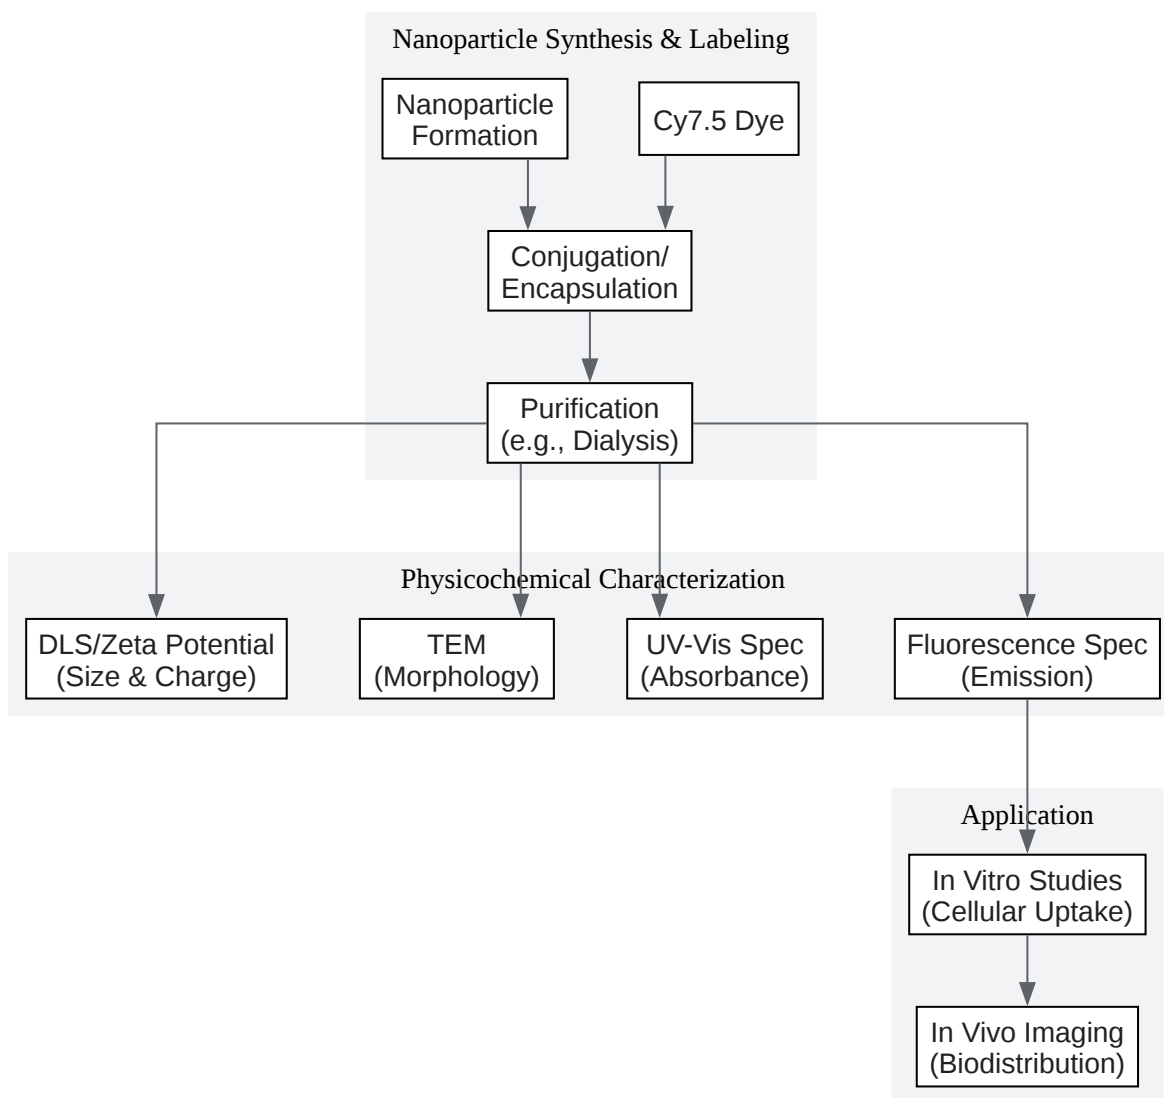 Nanoparticle Synthesis & Labeling
Nanoparticle
Formation
Cy7.5 Dye
Conjugation/
Encapsulation
Purification
(e.g., Dialysis)
Physicochemical Characterization
DLS/Zeta Potential
(Size & Charge)
TEM
(Morphology)
UV-Vis Spec
(Absorbance)
Fluorescence Spec
(Emission)
Application
In Vitro Studies
(Cellular Uptake)
In Vivo Imaging
(Biodistribution)